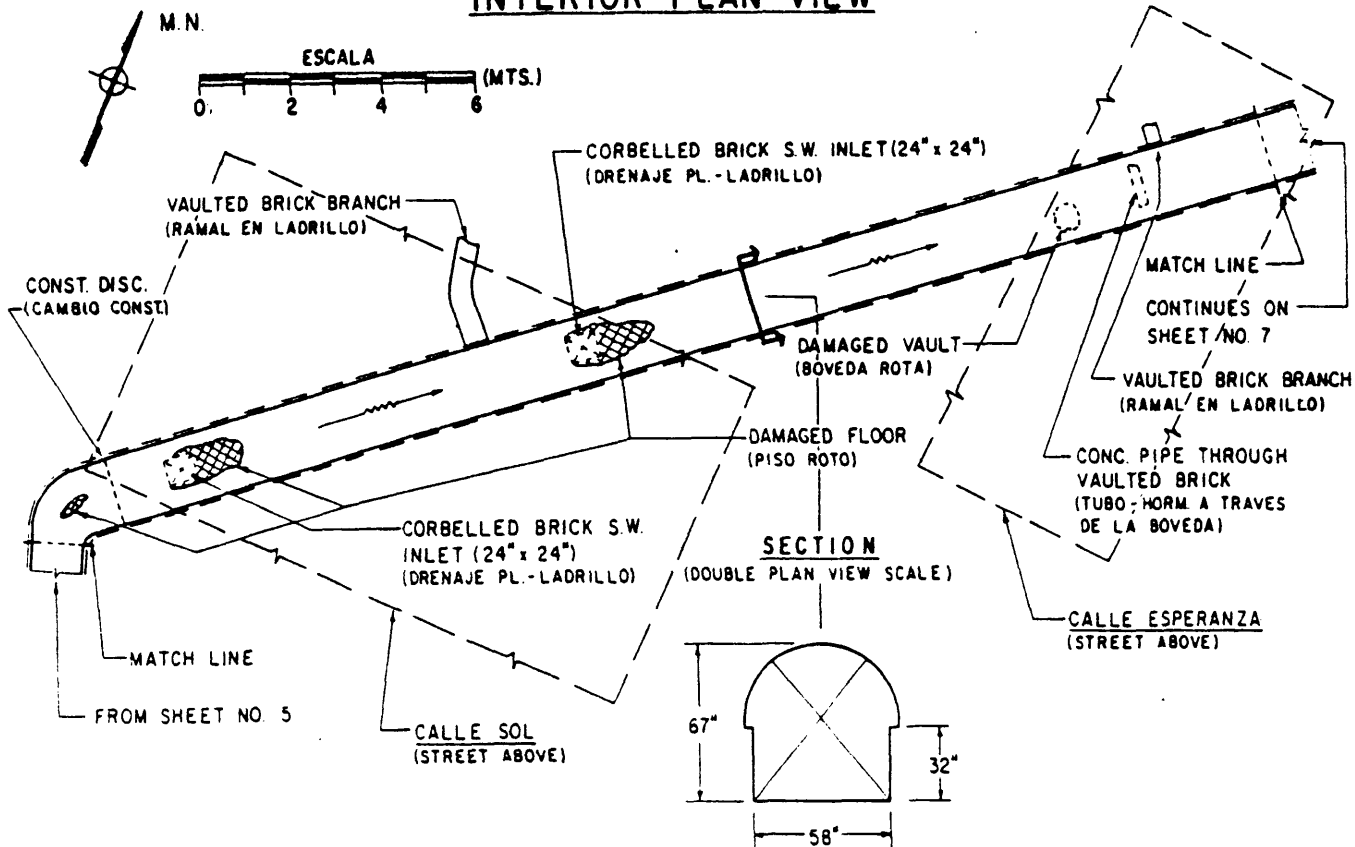 INTERIOR PLAN VIEW
M.N.
ESCALA
(MTS.)
0 2 4 6
CORBELLED BRICK S.W. INLET (24" x 24")
(DRENAJE PL.-LADRILLO)
VAULTED BRICK BRANCH
(RAMAL EN LADRILLO)
CONST. DISC.
(CAMBIO CONST.)
MATCH LINE
CONTINUES ON
SHEET NO. 7
DAMAGED VAULT
(BOVEDA ROTA)
VAULTED BRICK BRANCH
(RAMAL EN LADRILLO)
DAMAGED FLOOR
(PISO ROTO)
CONC. PIPE THROUGH
VAULTED BRICK
(TUBO-HORM. A TRAVES
DE LA BOVEDA)
CORBELLED BRICK S.W.
INLET (24" x 24")
(DRENAJE PL.-LADRILLO)
SECTION
(DOUBLE PLAN VIEW SCALE)
CALLE ESPERANZA
(STREET ABOVE)
MATCH LINE
FROM SHEET NO. 5
CALLE SOL
(STREET ABOVE)
67"
32"
58"